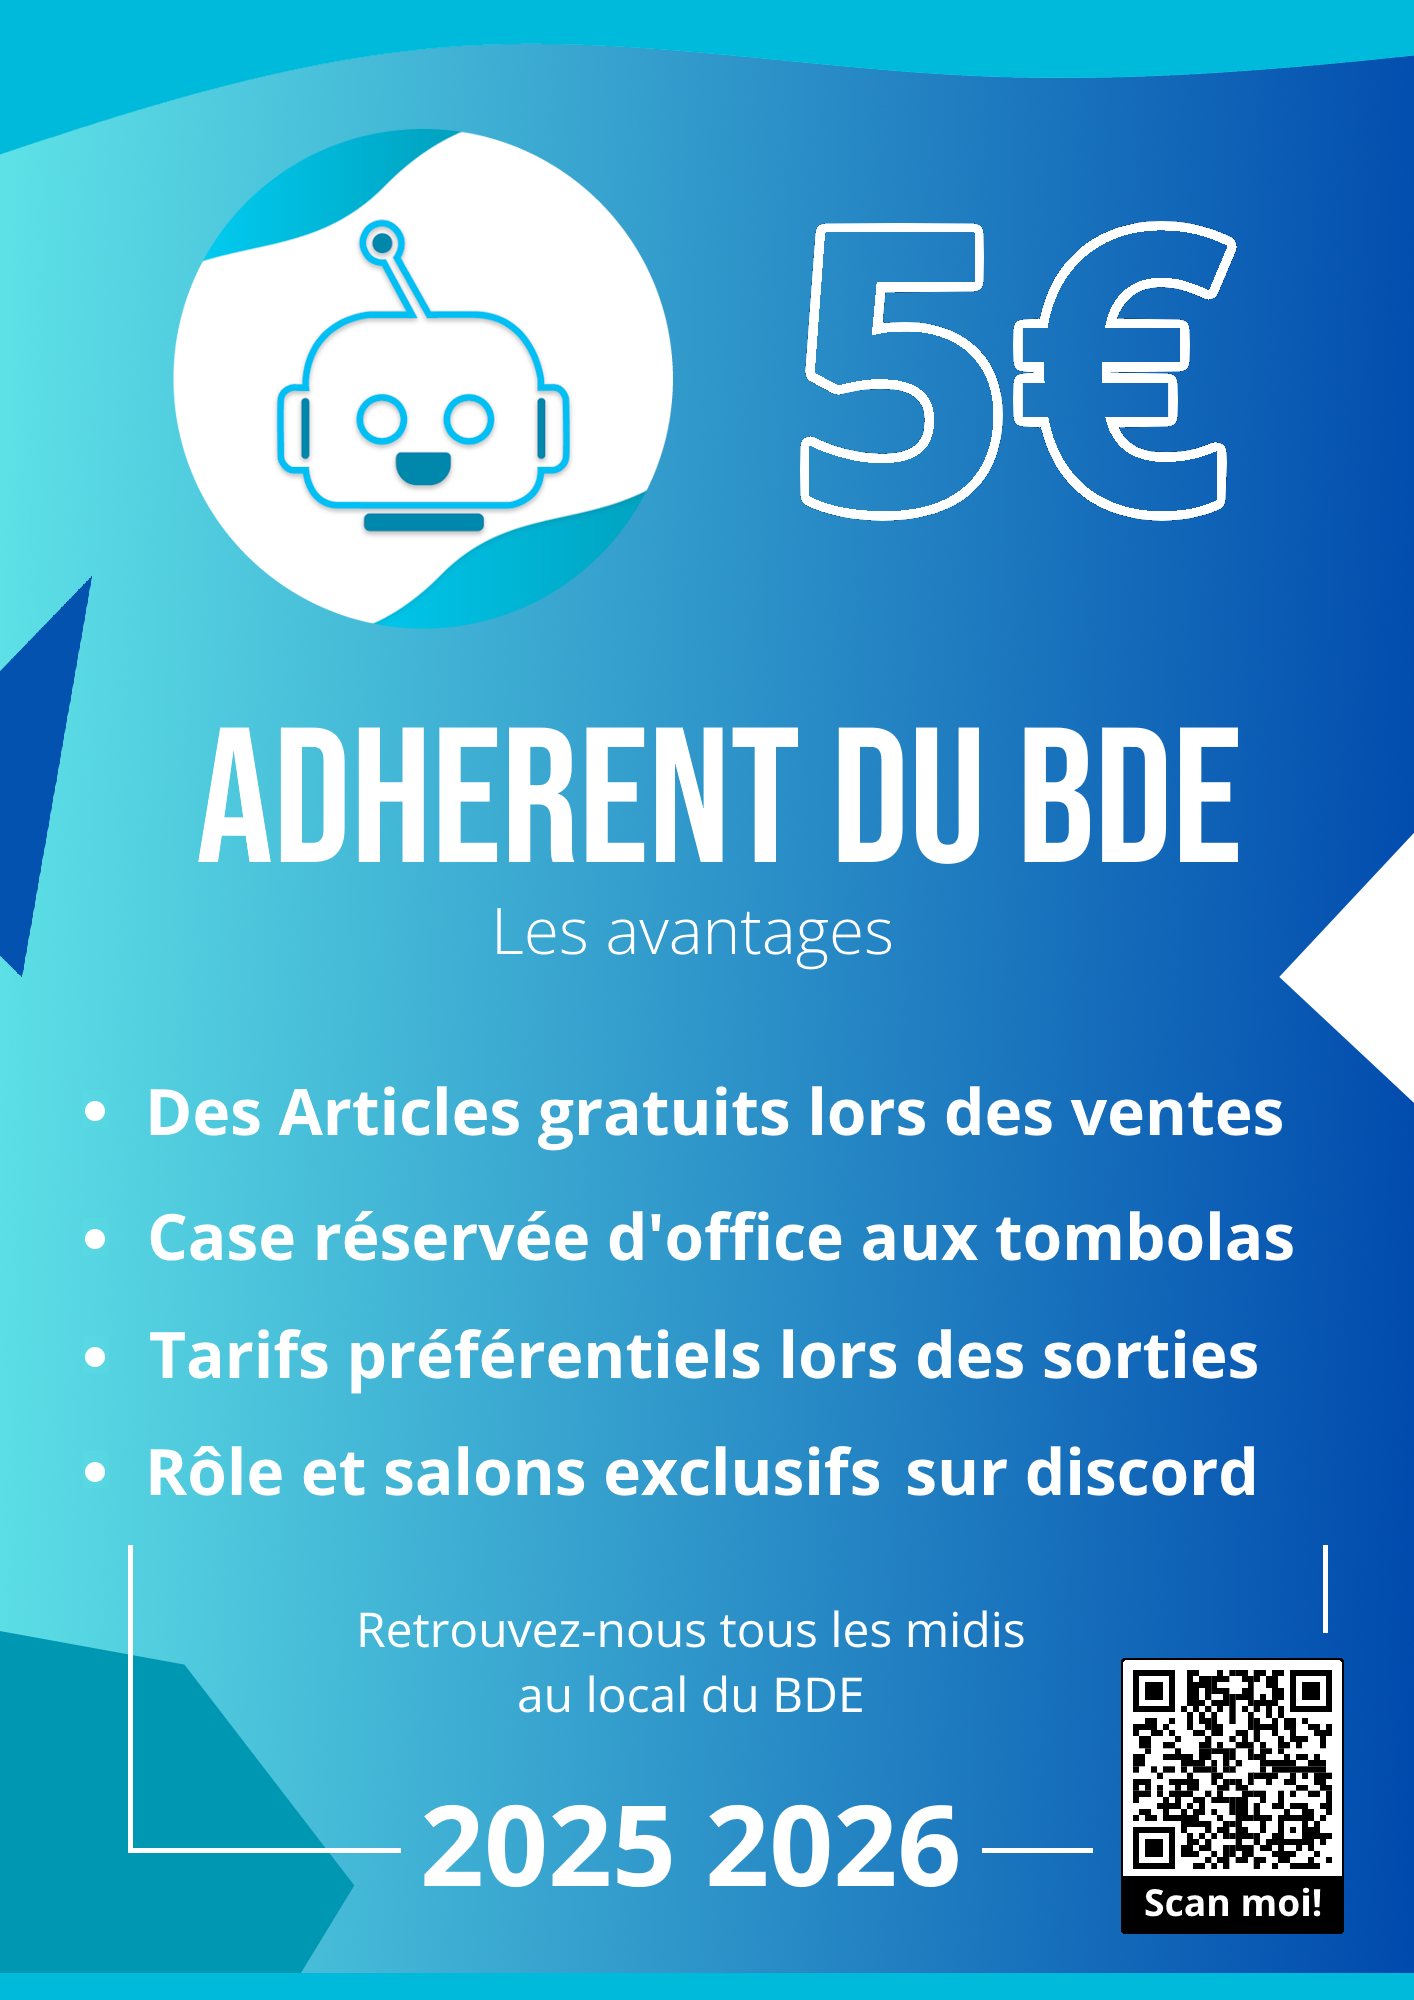 5€
ADHERENT DU BDE
Les avantages
Des Articles gratuits lors des ventes
Case réservée d'office aux tombolas
Tarifs préférentiels lors des sorties
Rôle et salons exclusifs sur discord
Retrouvez-nous tous les midis
au local du BDE
2025 2026
Scan moi!